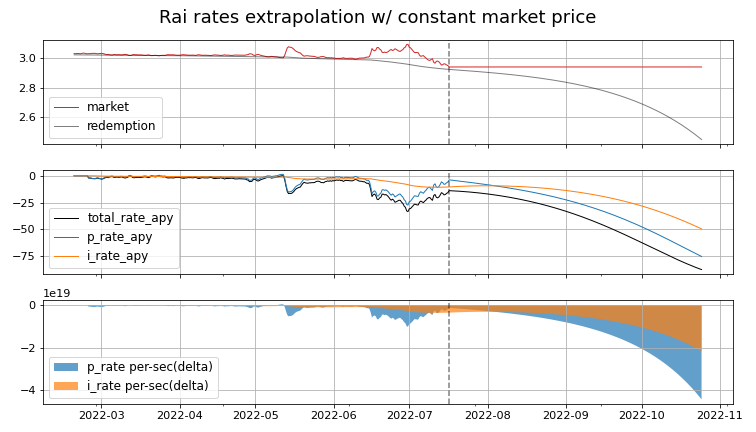 Rai rates extrapolation w/ constant market price
3.0
2.8
2.6
market
redemption
0
−25
−50
−75
total_rate_apy
p_rate_apy
i_rate_apy
1e19
0
−2
−4
p_rate per-sec(delta)
i_rate per-sec(delta)
2022-03 2022-04 2022-05 2022-06 2022-07 2022-08 2022-09 2022-10 2022-11